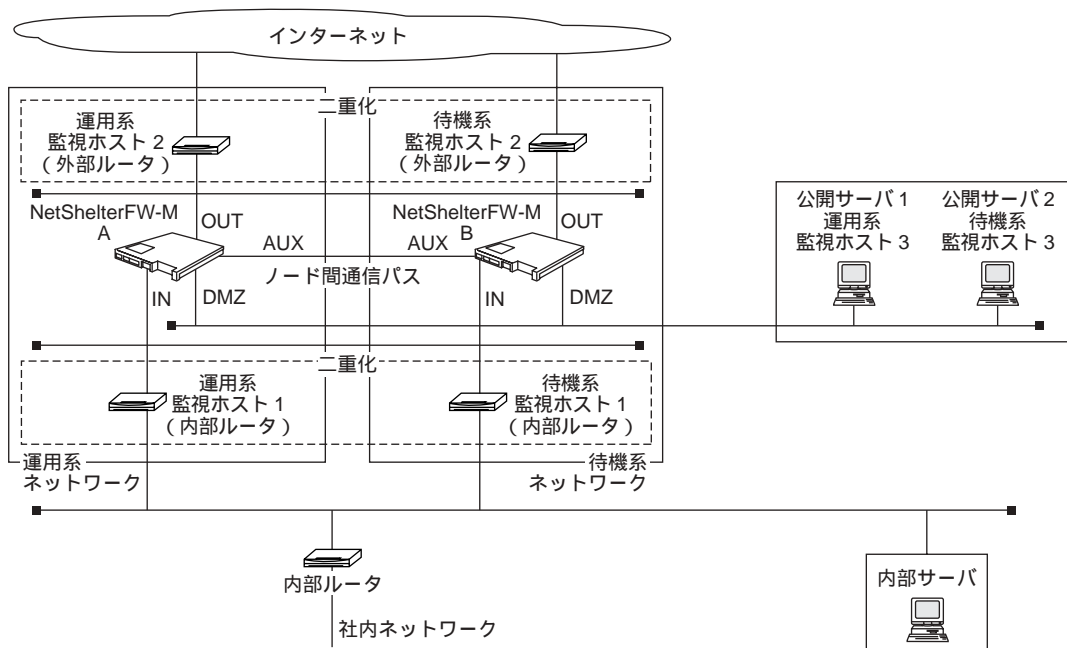 インターネット
二重化
運用系
監視ホスト2
(外部ルータ)
待機系
監視ホスト2
(外部ルータ)
NetShelterFW-M
A
OUT
AUX
NetShelterFW-M
B
OUT
AUX
ノード間通信パス
IN
DMZ
IN
DMZ
公開サーバ1
運用系
監視ホスト3
公開サーバ2
待機系
監視ホスト3
二重化
運用系
監視ホスト1
(内部ルータ)
待機系
監視ホスト1
(内部ルータ)
運用系
ネットワーク
待機系
ネットワーク
内部ルータ
社内ネットワーク
内部サーバ